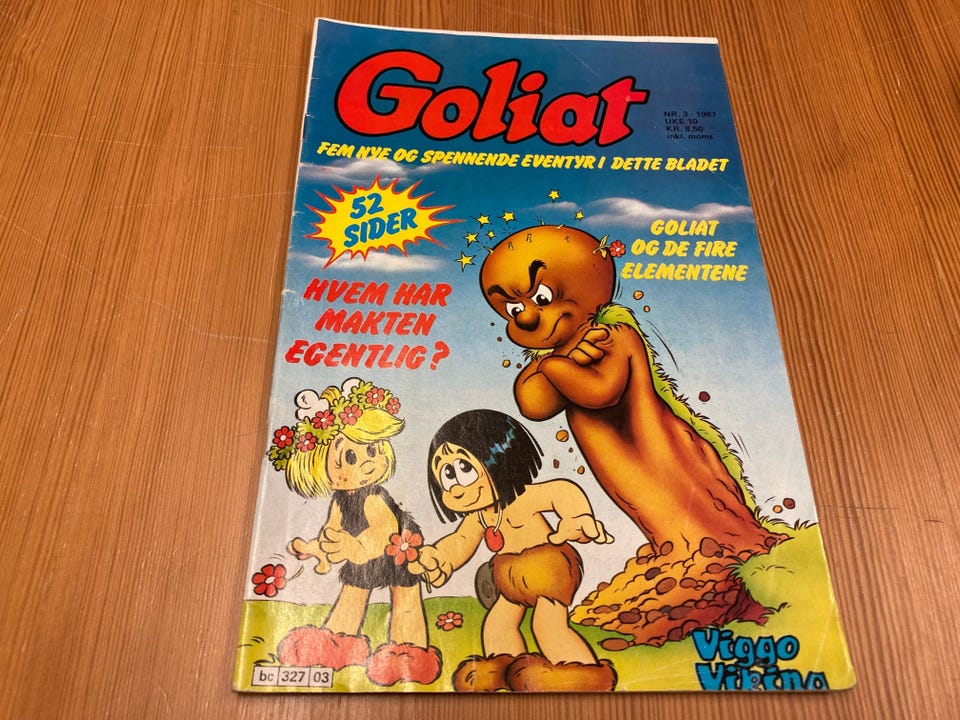 Goliat
NR. 3 - 1987
UKE 10
KR. 8,50
inkl. moms
FEM NYE OG SPENNENDE EVENTYR I DETTE BLADET
52
SIDER
GOLIAT
OG DE FIRE
ELEMENTENE
HVEM HAR
MAKTEN
EGENTLIG?
Viggo
Viking
bc 327 03